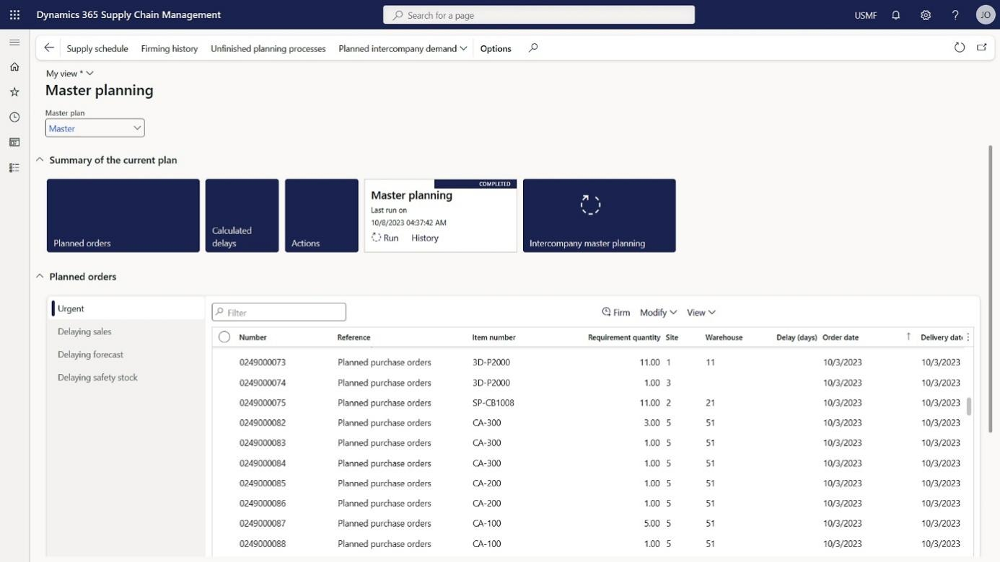 Dynamics 365 Supply Chain Management
Search for a page
USMF
?
JO
Supply schedule Firming history Unfinished planning processes Planned intercompany demand Options
My view *
Master planning
Master plan
Master
Summary of the current plan
Planned orders
Calculated
delays
Actions
COMPLETED
Master planning
Last run on
10/8/2023 04:37:42 AM
Run History
Intercompany master planning
Planned orders
Urgent
Delaying sales
Delaying forecast
Delaying safety stock
Filter
Firm Modify View
Number Reference Item number Requirement quantity Site Warehouse Delay (days) Order date ↑ Delivery date
0249000073 Planned purchase orders 3D-P2000 11.00 1 11 10/3/2023 10/3/2023
0249000074 Planned purchase orders 3D-P2000 1.00 3 10/3/2023 10/3/2023
0249000075 Planned purchase orders SP-CB1008 11.00 2 21 10/3/2023 10/3/2023
0249000082 Planned purchase orders CA-300 3.00 5 51 10/3/2023 10/3/2023
0249000083 Planned purchase orders CA-300 1.00 5 51 10/3/2023 10/3/2023
0249000084 Planned purchase orders CA-300 1.00 5 51 10/3/2023 10/3/2023
0249000085 Planned purchase orders CA-200 1.00 5 51 10/3/2023 10/3/2023
0249000086 Planned purchase orders CA-200 1.00 5 51 10/3/2023 10/3/2023
0249000087 Planned purchase orders CA-100 5.00 5 51 10/3/2023 10/3/2023
0249000088 Planned purchase orders CA-100 1.00 5 51 10/3/2023 10/3/2023